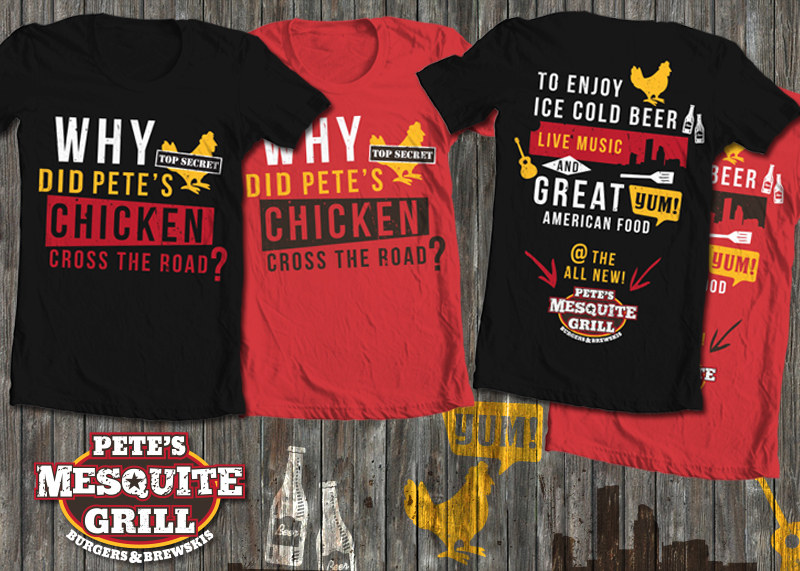 WHY
TOP SECRET
DID PETE'S
CHICKEN
CROSS THE ROAD?
WHY
TOP SECRET
DID PETE'S
CHICKEN
CROSS THE ROAD?
TO ENJOY
ICE COLD BEER
LIVE MUSIC
AND
GREAT YUM!
AMERICAN FOOD
@ THE
ALL NEW!
PETE'S
MESQUITE
GRILL
BURGERS & BREWSKIS
BEER
YUM!
YUM!
PETE'S
MESQUITE
GRILL
BURGERS & BREWSKIS
Beer
Beer